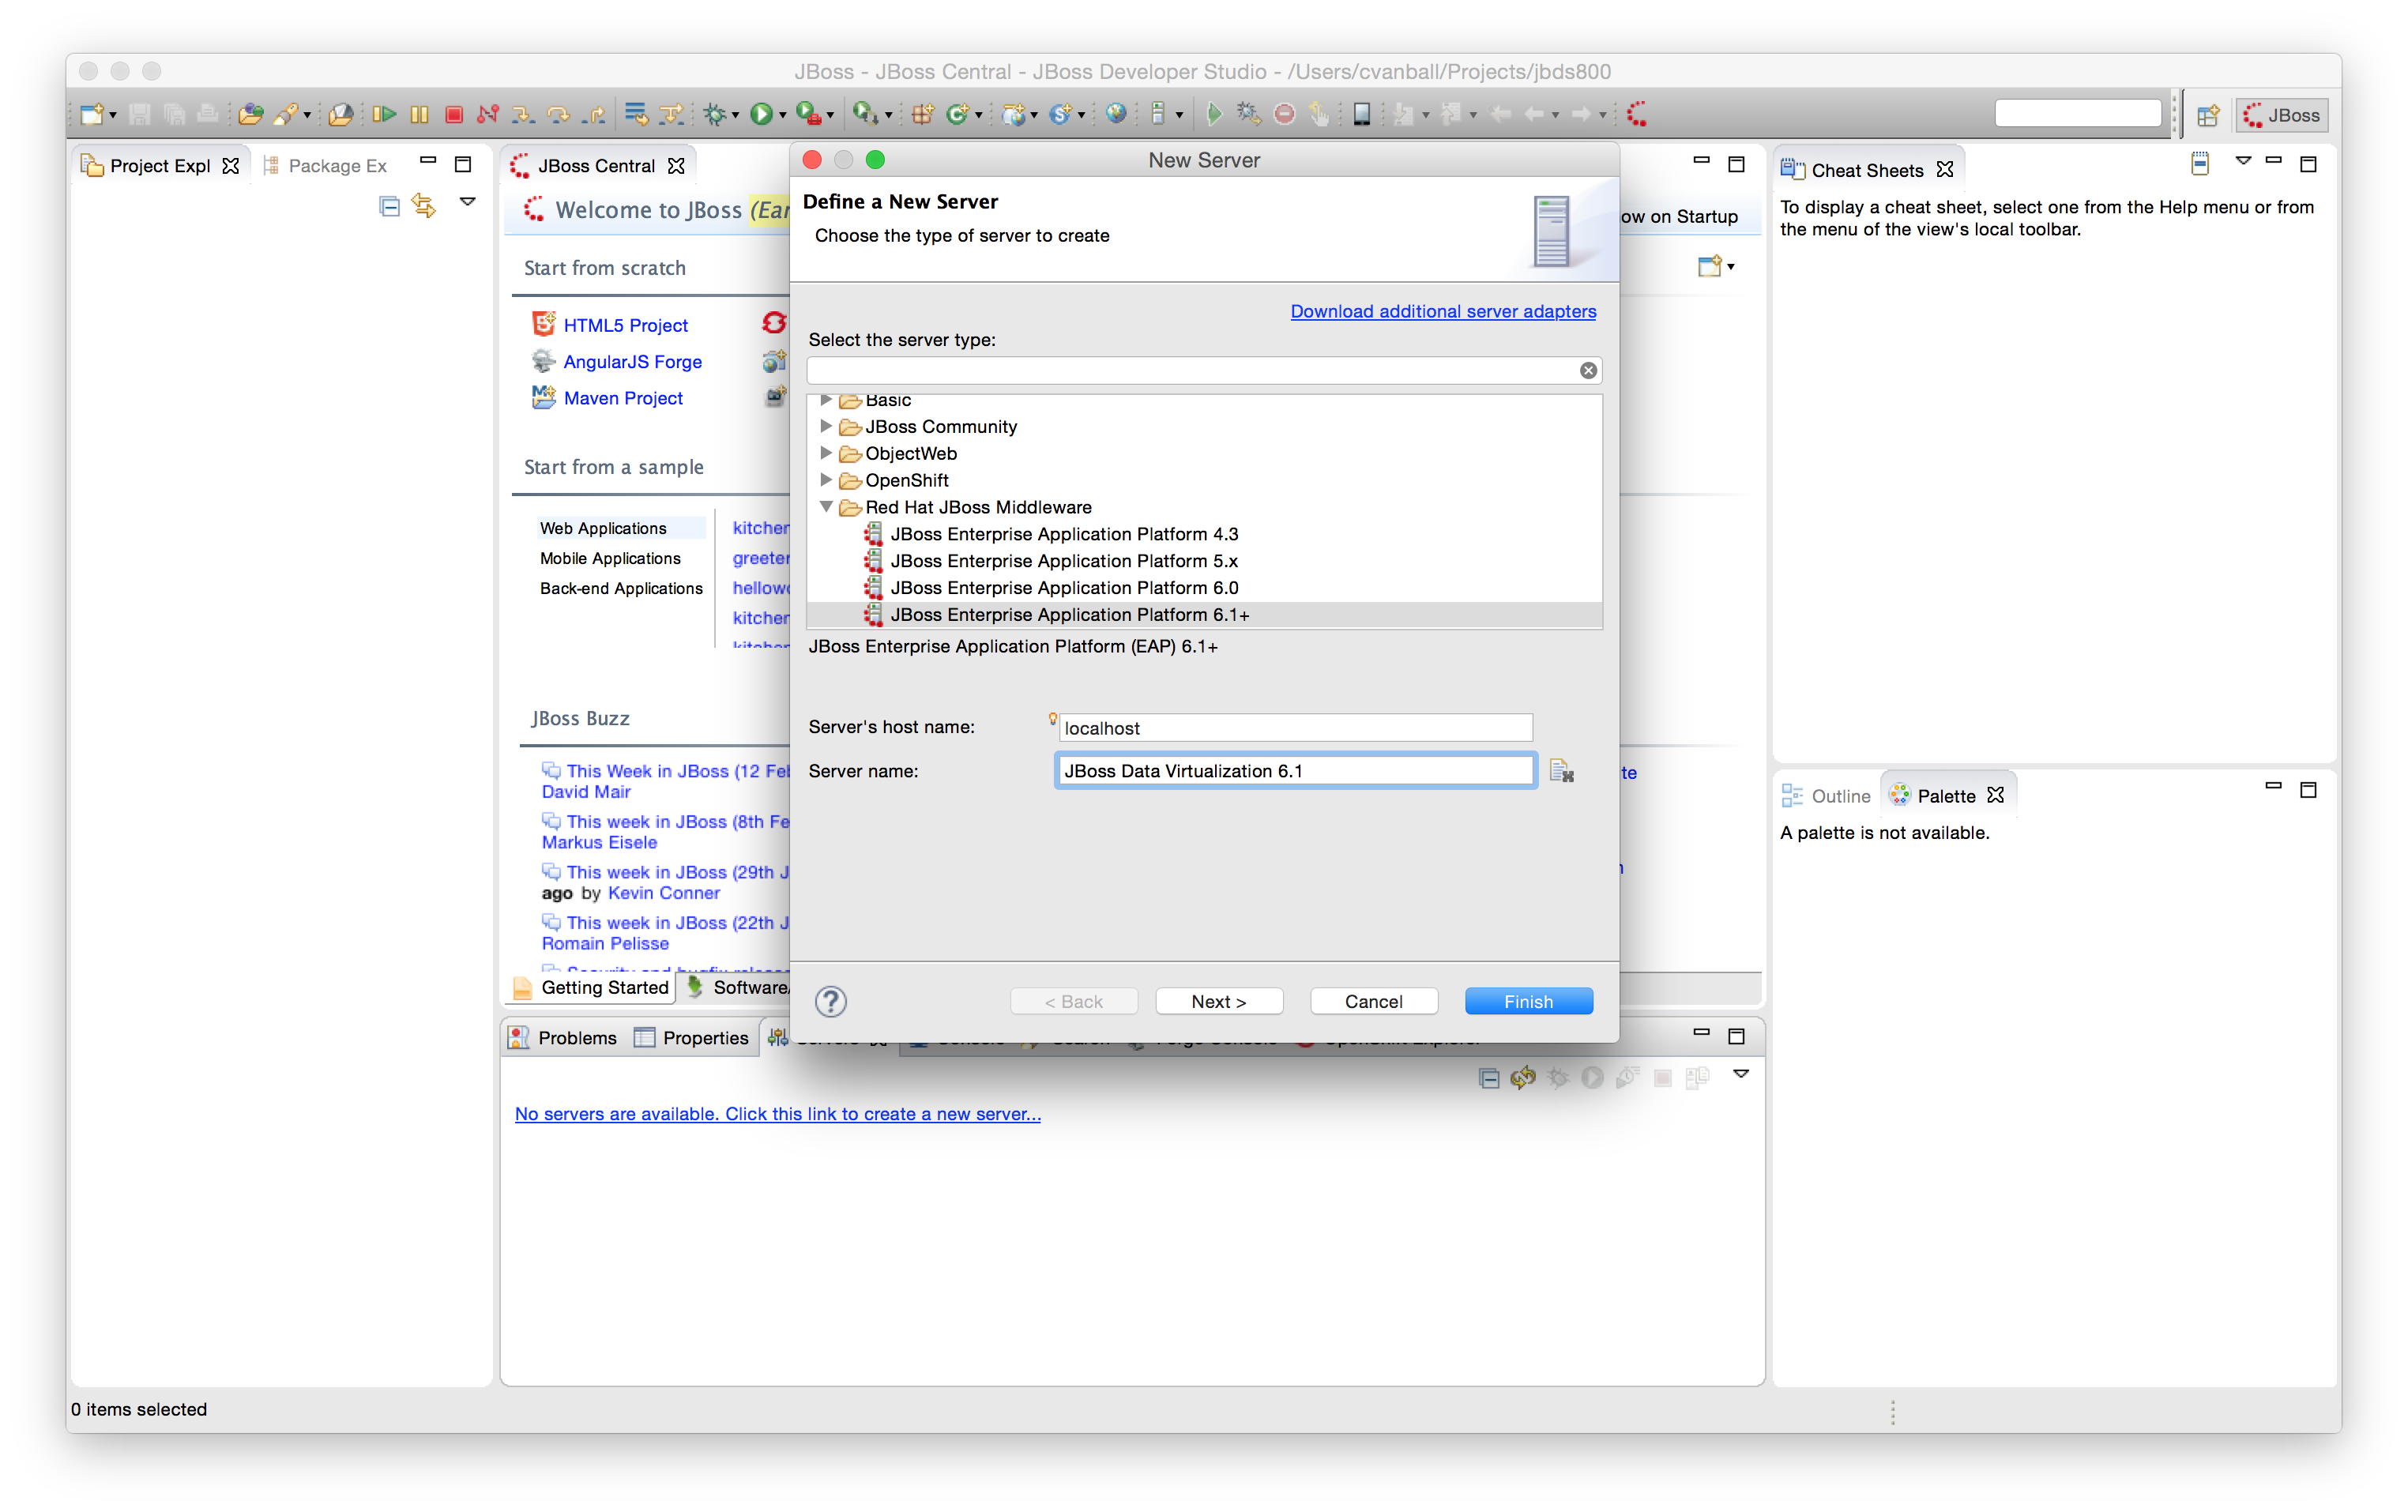 JBoss - JBoss Central - JBoss Developer Studio - /Users/cvanball/Projects/jbds800
JBoss
Project Expl
Package Ex
JBoss Central
Welcome to JBoss (Ear
ow on Startup
Start from scratch
HTML5 Project
AngularJS Forge
Maven Project
Start from a sample
Web Applications
Mobile Applications
Back-end Applications
kitchen
greeter
hellowo
kitchen
JBoss Buzz
This Week in JBoss (12 Feb
David Mair
This week in JBoss (8th Fe
Markus Eisele
This week in JBoss (29th J
ago by Kevin Conner
This week in JBoss (22th J
Romain Pelisse
Getting Started
Software/
New Server
Define a New Server
Choose the type of server to create
Download additional server adapters
Select the server type:
Basic
JBoss Community
ObjectWeb
OpenShift
Red Hat JBoss Middleware
JBoss Enterprise Application Platform 4.3
JBoss Enterprise Application Platform 5.x
JBoss Enterprise Application Platform 6.0
JBoss Enterprise Application Platform 6.1+
JBoss Enterprise Application Platform (EAP) 6.1+
Server's host name:
localhost
Server name:
JBoss Data Virtualization 6.1
te
?
< Back
Next >
Cancel
Finish
Problems
Properties
No servers are available. Click this link to create a new server...
Cheat Sheets
To display a cheat sheet, select one from the Help menu or from
the menu of the view's local toolbar.
Outline
Palette
A palette is not available.
0 items selected